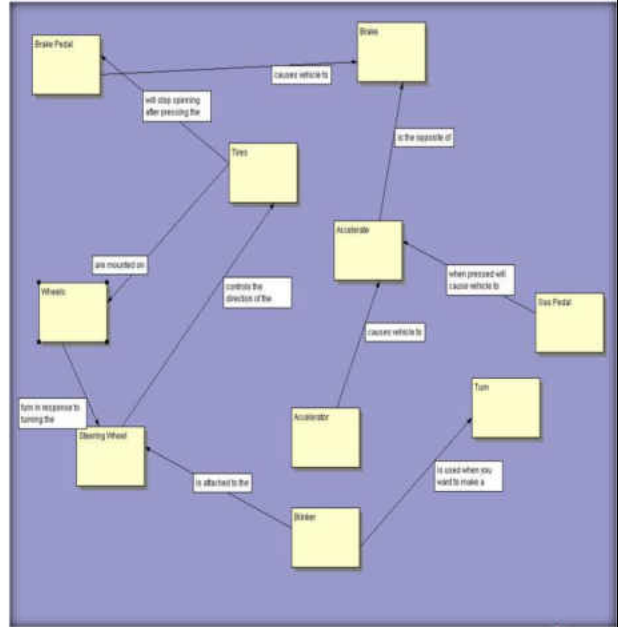 Brake Pedal
Brake
causes vehicle to
will stop spinning
after pressing the
is the opposite of
Tires
Accelerate
are mounted on
when pressed will
cause vehicle to
Wheels
controls the
direction of the
Gas Pedal
causes vehicle to
Turn
turn in response to
turning the
Accelerator
Steering Wheel
is attached to the
is used when you
want to make a
Blinker